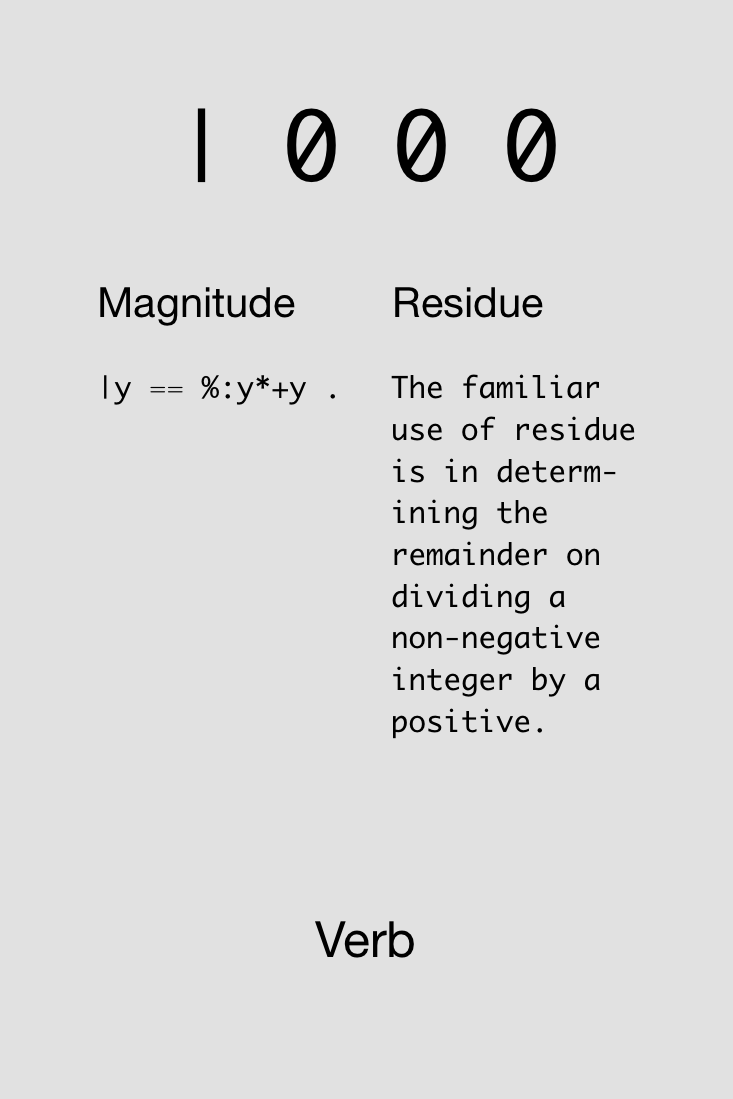 | 0 0 0
Magnitude
|y == %:y*+y .
Residue
The familiar
use of residue
is in determ-
ining the
remainder on
dividing a
non-negative
integer by a
positive.
Verb